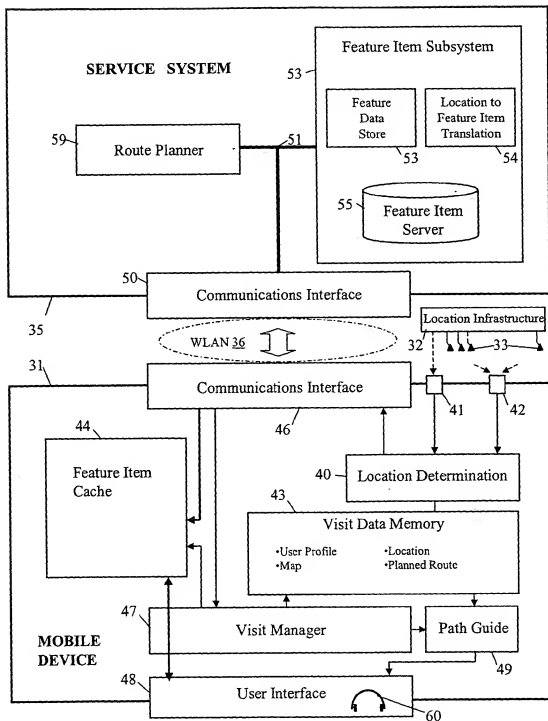 SERVICE SYSTEM
53
Feature Item Subsystem
59
Route Planner
51
Feature
Data
Store
53
Location to
Feature Item
Translation
54
55
Feature Item
Server
50
Communications Interface
35
Location Infrastructure
32
33
WLAN 36
31
Communications Interface
46
41
42
44
Feature Item
Cache
40
Location Determination
43
Visit Data Memory
•User Profile
•Location
•Map
•Planned Route
47
Visit Manager
Path Guide
49
MOBILE
DEVICE
48
User Interface
60